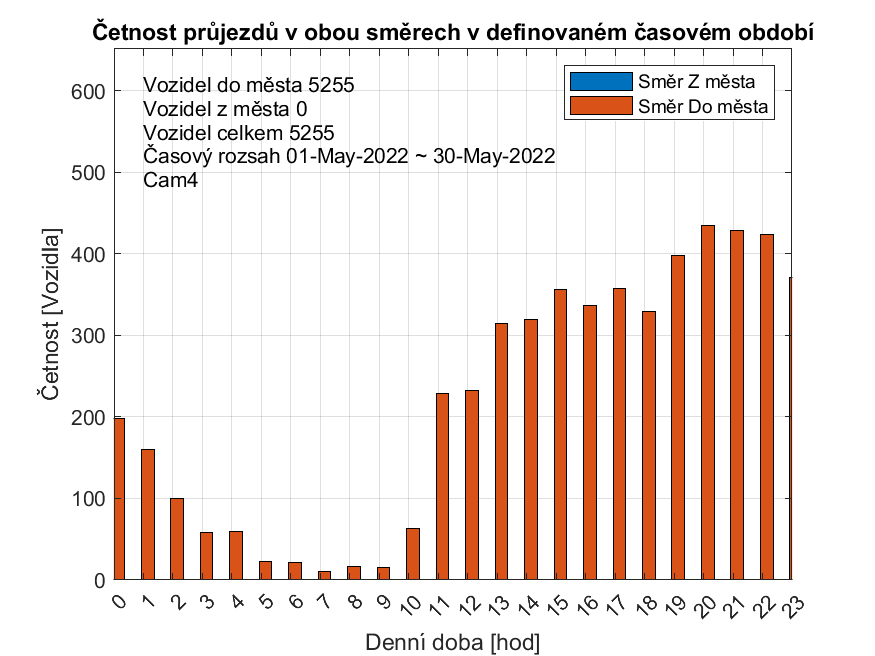 Četnost průjezdů v obou směrech v definovaném časovém období
Vozidel do města 5255
Vozidel z města 0
Vozidel celkem 5255
Časový rozsah 01-May-2022 ~ 30-May-2022
Cam4
Směr Z města
Směr Do města
Četnost [Vozidla]
600
500
400
300
200
100
0
0 1 2 3 4 5 6 7 8 9 10 11 12 13 14 15 16 17 18 19 20 21 22 23
Denní doba [hod]